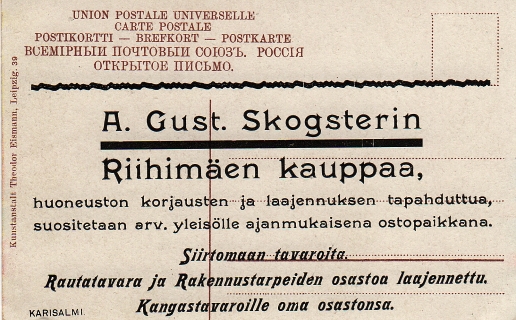 UNION POSTALE UNIVERSELLE
CARTE POSTALE
POSTIKORTTI — BREFKORT — POSTKARTE
ВСЕМІРНЫЙ ПОЧТОВЫЙ СОЮЗЪ. РОССІЯ
ОТКРЫТОЕ ПИСЬМО.
Kunstanstalt Theodor Eismann, Leipzig. 39
A. Gust. Skogsterin
Riihimäen kauppaa,
huoneuston korjausten ja laajennuksen tapahduttua,
suositetaan arv. yleisölle ajanmukaisena ostopaikkana.
Siirtomaan tavaroita.
Rautatavara ja Rakennustarpeiden osastoa laajennettu.
Kangastavaroille oma osastonsa.
KARISALMI.